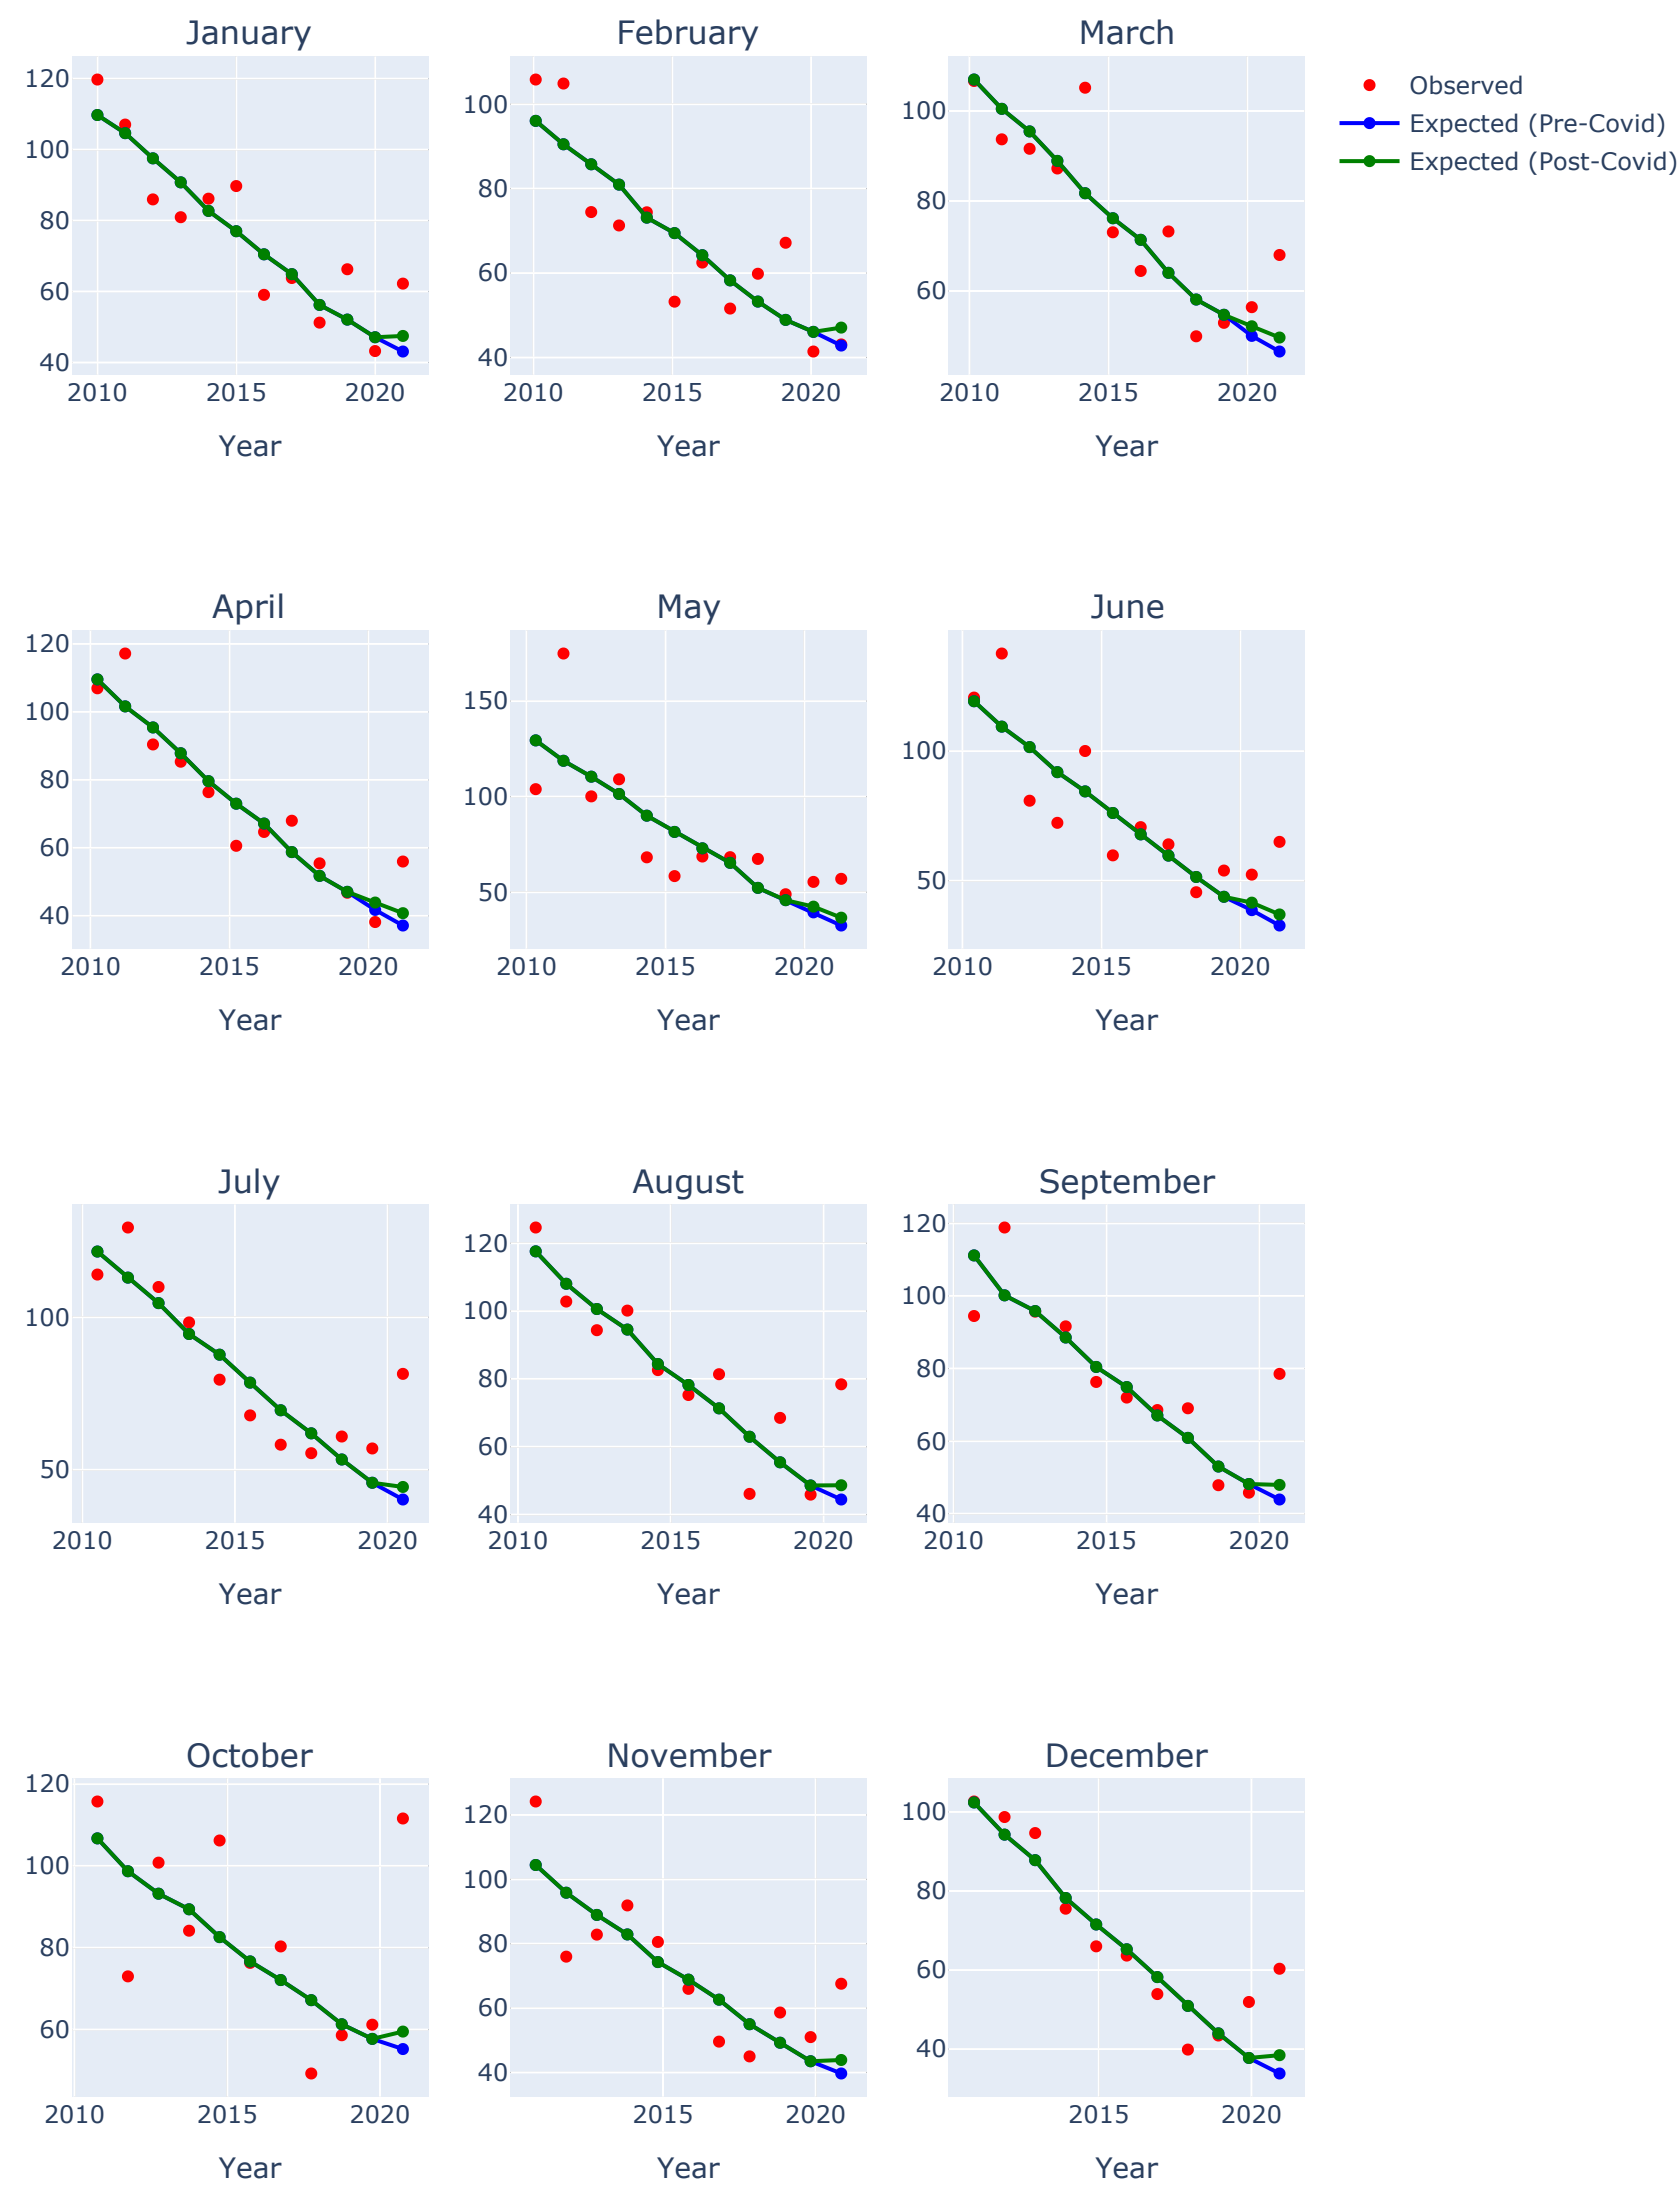 January
February
March
Observed
Expected (Pre-Covid)
Expected (Post-Covid)
120
100
80
60
40
100
80
60
40
100
80
60
2010 2015 2020
2010 2015 2020
2010 2015 2020
Year
Year
Year
April
May
June
120
100
80
60
40
150
100
50
100
50
2010 2015 2020
2010 2015 2020
2010 2015 2020
Year
Year
Year
July
August
September
100
50
120
100
80
60
40
120
100
80
60
40
2010 2015 2020
2010 2015 2020
2010 2015 2020
Year
Year
Year
October
November
December
120
100
80
60
120
100
80
60
40
100
80
60
40
2010 2015 2020
2015 2020
2015 2020
Year
Year
Year